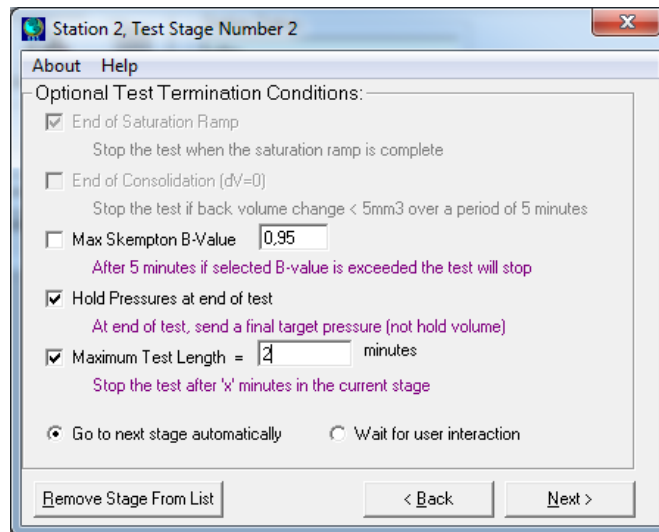 Station 2, Test Stage Number 2
About Help
Optional Test Termination Conditions:
End of Saturation Ramp
Stop the test when the saturation ramp is complete
End of Consolidation (dV=0)
Stop the test if back volume change < 5mm3 over a period of 5 minutes
Max Skempton B-Value 0,95
After 5 minutes if selected B-value is exceeded the test will stop
Hold Pressures at end of test
At end of test, send a final target pressure (not hold volume)
Maximum Test Length = 2 minutes
Stop the test after 'x' minutes in the current stage
Go to next stage automatically Wait for user interaction
Remove Stage From List < Back Next >